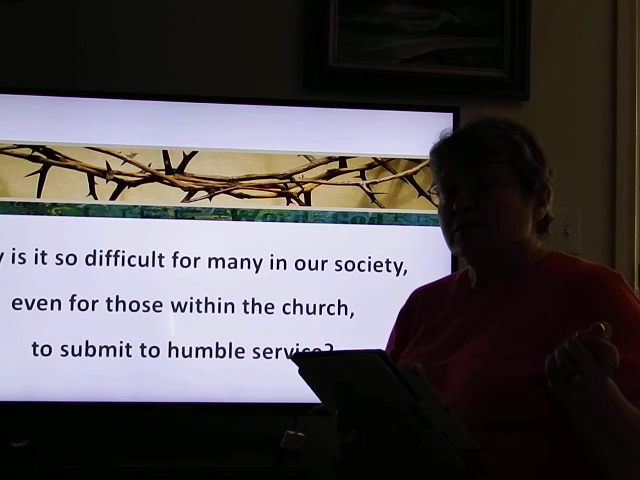 is it so difficult for many in our society,
even for those within the church,
to submit to humble service?